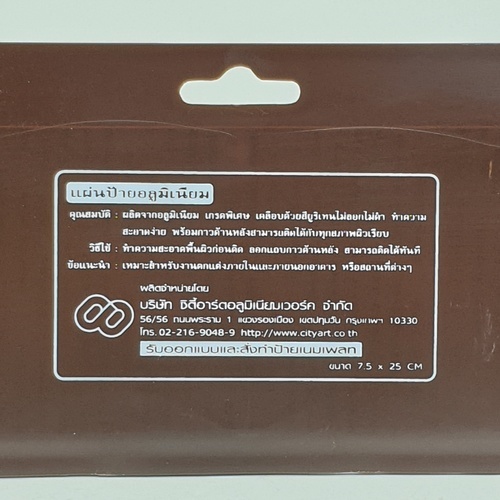 แผ่นป้ายอลูมิเนียม
คุณสมบัติ : ผลิตจากอลูมิเนียม เกรดพิเศษ เคลือบด้วยสียูริเทนไม่ลอกไม่ดำ ทำความ
สะอาดง่าย พร้อมกาวด้านหลังสามารถติดได้กับทุกสภาพผิวเรียบ
วิธีใช้ : ทำความสะอาดพื้นผิวก่อนติด ลอกแถบกาวด้านหลัง สามารถติดได้ทันที
ข้อแนะนำ : เหมาะสำหรับงานตกแต่งภายในและภายนอกอาคาร หรือสถานที่ต่างๆ
ผลิตจำหน่ายโดย
บริษัท ซิตี้อาร์ตอลูมิเนียมเวอร์ค จำกัด
56/56 ถนนพระราม 1 แขวงรองเมือง เขตปทุมวัน กรุงเทพฯ 10330
โทร. 02-216-9048-9 http://www.cityart.co.th
รับออกแบบและสั่งทำป้ายเนมเพลท
ขนาด 7.5 x 25 CM